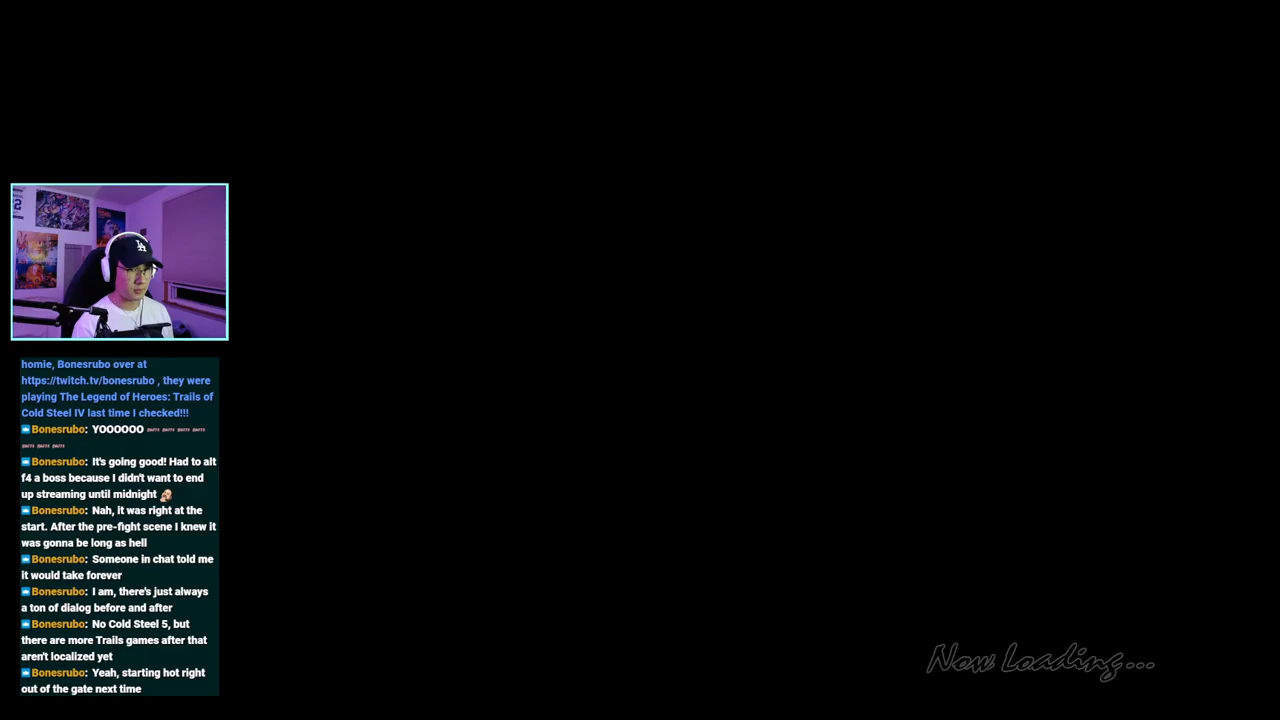 homie, Bonesrubo over at
https://twitch.tv/bonesrubo , they were
playing The Legend of Heroes: Trails of
Cold Steel IV last time I checked!!!
Bonesrubo: YOOOOOO
Bonesrubo: It's going good! Had to alt
f4 a boss because I didn't want to end
up streaming until midnight
Bonesrubo: Nah, it was right at the
start. After the pre-fight scene I knew it
was gonna be long as hell
Bonesrubo: Someone in chat told me
it would take forever
Bonesrubo: I am, there's just always
a ton of dialog before and after
Bonesrubo: No Cold Steel 5, but
there are more Trails games after that
aren't localized yet
Bonesrubo: Yeah, starting hot right
out of the gate next time
Now Loading...